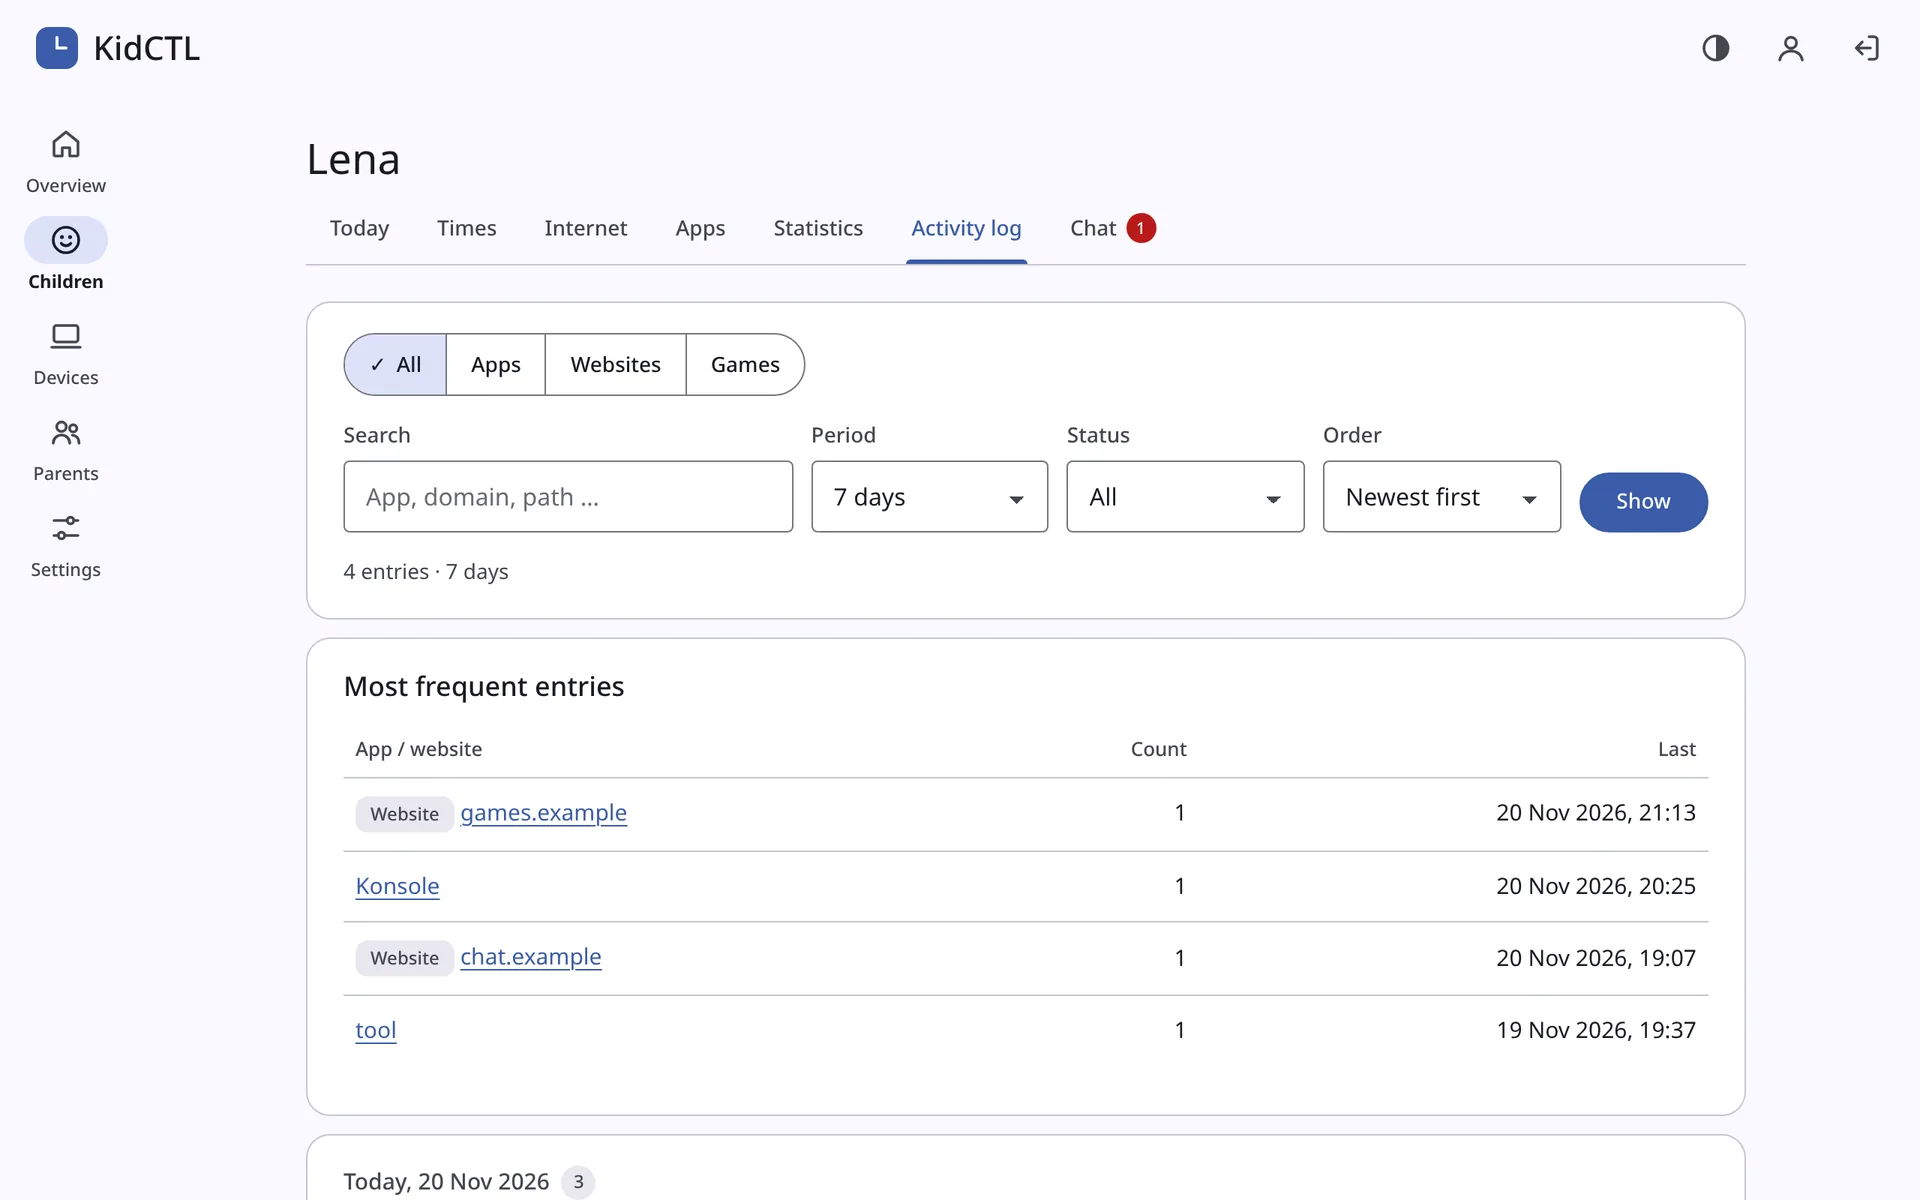 KidCTL
Overview
Children
Devices
Parents
Settings
Lena
Today Times Internet Apps Statistics Activity log Chat 1
✓ All Apps Websites Games
Search Period Status Order
App, domain, path ... 7 days All Newest first Show
4 entries · 7 days
Most frequent entries
App / website Count Last
Website games.example 1 20 Nov 2026, 21:13
Konsole 1 20 Nov 2026, 20:25
Website chat.example 1 20 Nov 2026, 19:07
tool 1 19 Nov 2026, 19:37
Today, 20 Nov 2026 3